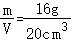 m/V = 16g/20cm³